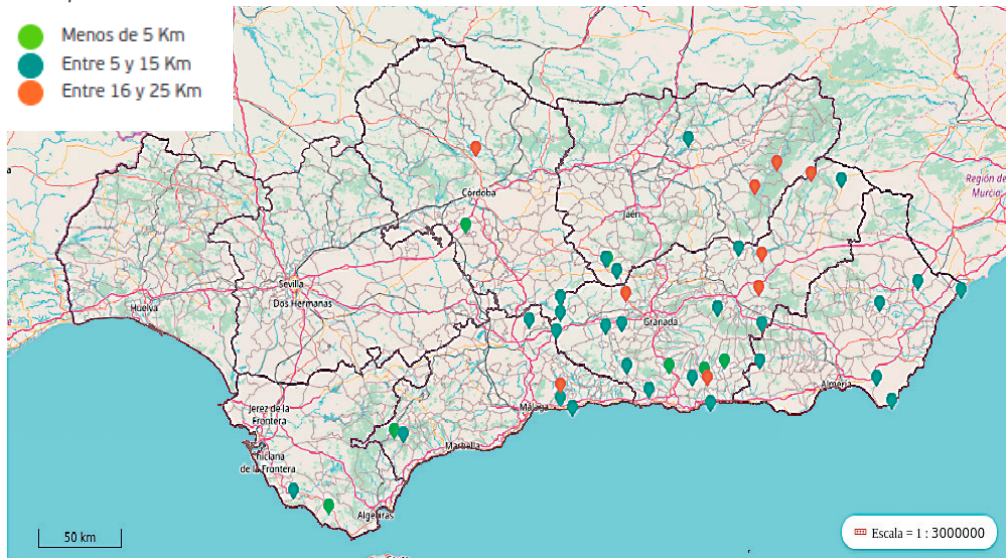 Menos de 5 Km
Entre 5 y 15 Km
Entre 16 y 25 Km
Córdoba
Región de
Murcia
Jaén
Sevilla
Dos Hermanas
Huelva
Granada
Almería
Jerez de la
Frontera
Málaga
Chiclana
de la Frontera
Marbella
Algeciras
50 km
Escala = 1 : 3000000